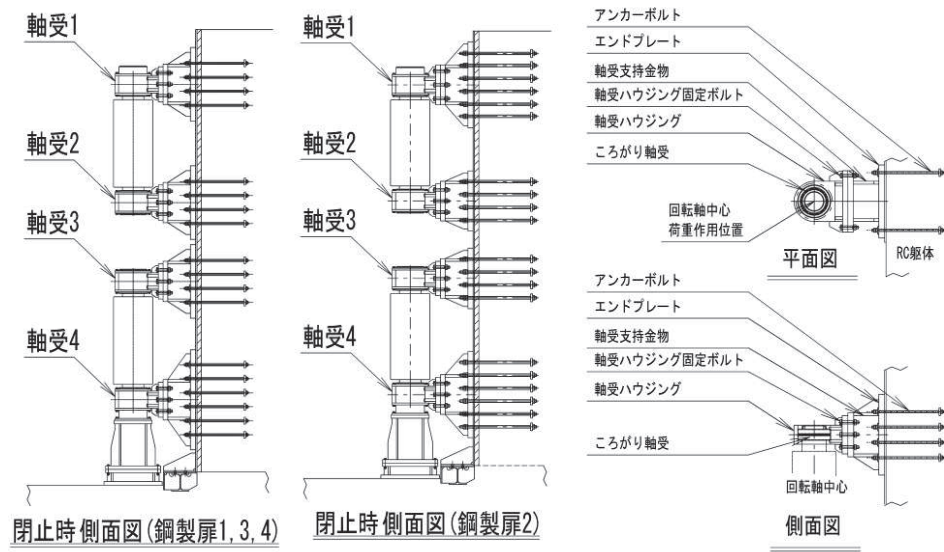 軸受1
軸受2
軸受3
軸受4
閉止時 側面図(鋼製扉1, 3, 4)
軸受1
軸受2
軸受3
軸受4
閉止時 側面図(鋼製扉2)
アンカーボルト
エンドプレート
軸受支持金物
軸受ハウジング固定ボルト
軸受ハウジング
ころがり軸受
回転軸中心
荷重作用位置
平面図
RC躯体
アンカーボルト
エンドプレート
軸受支持金物
軸受ハウジング固定ボルト
軸受ハウジング
ころがり軸受
回転軸中心
側面図